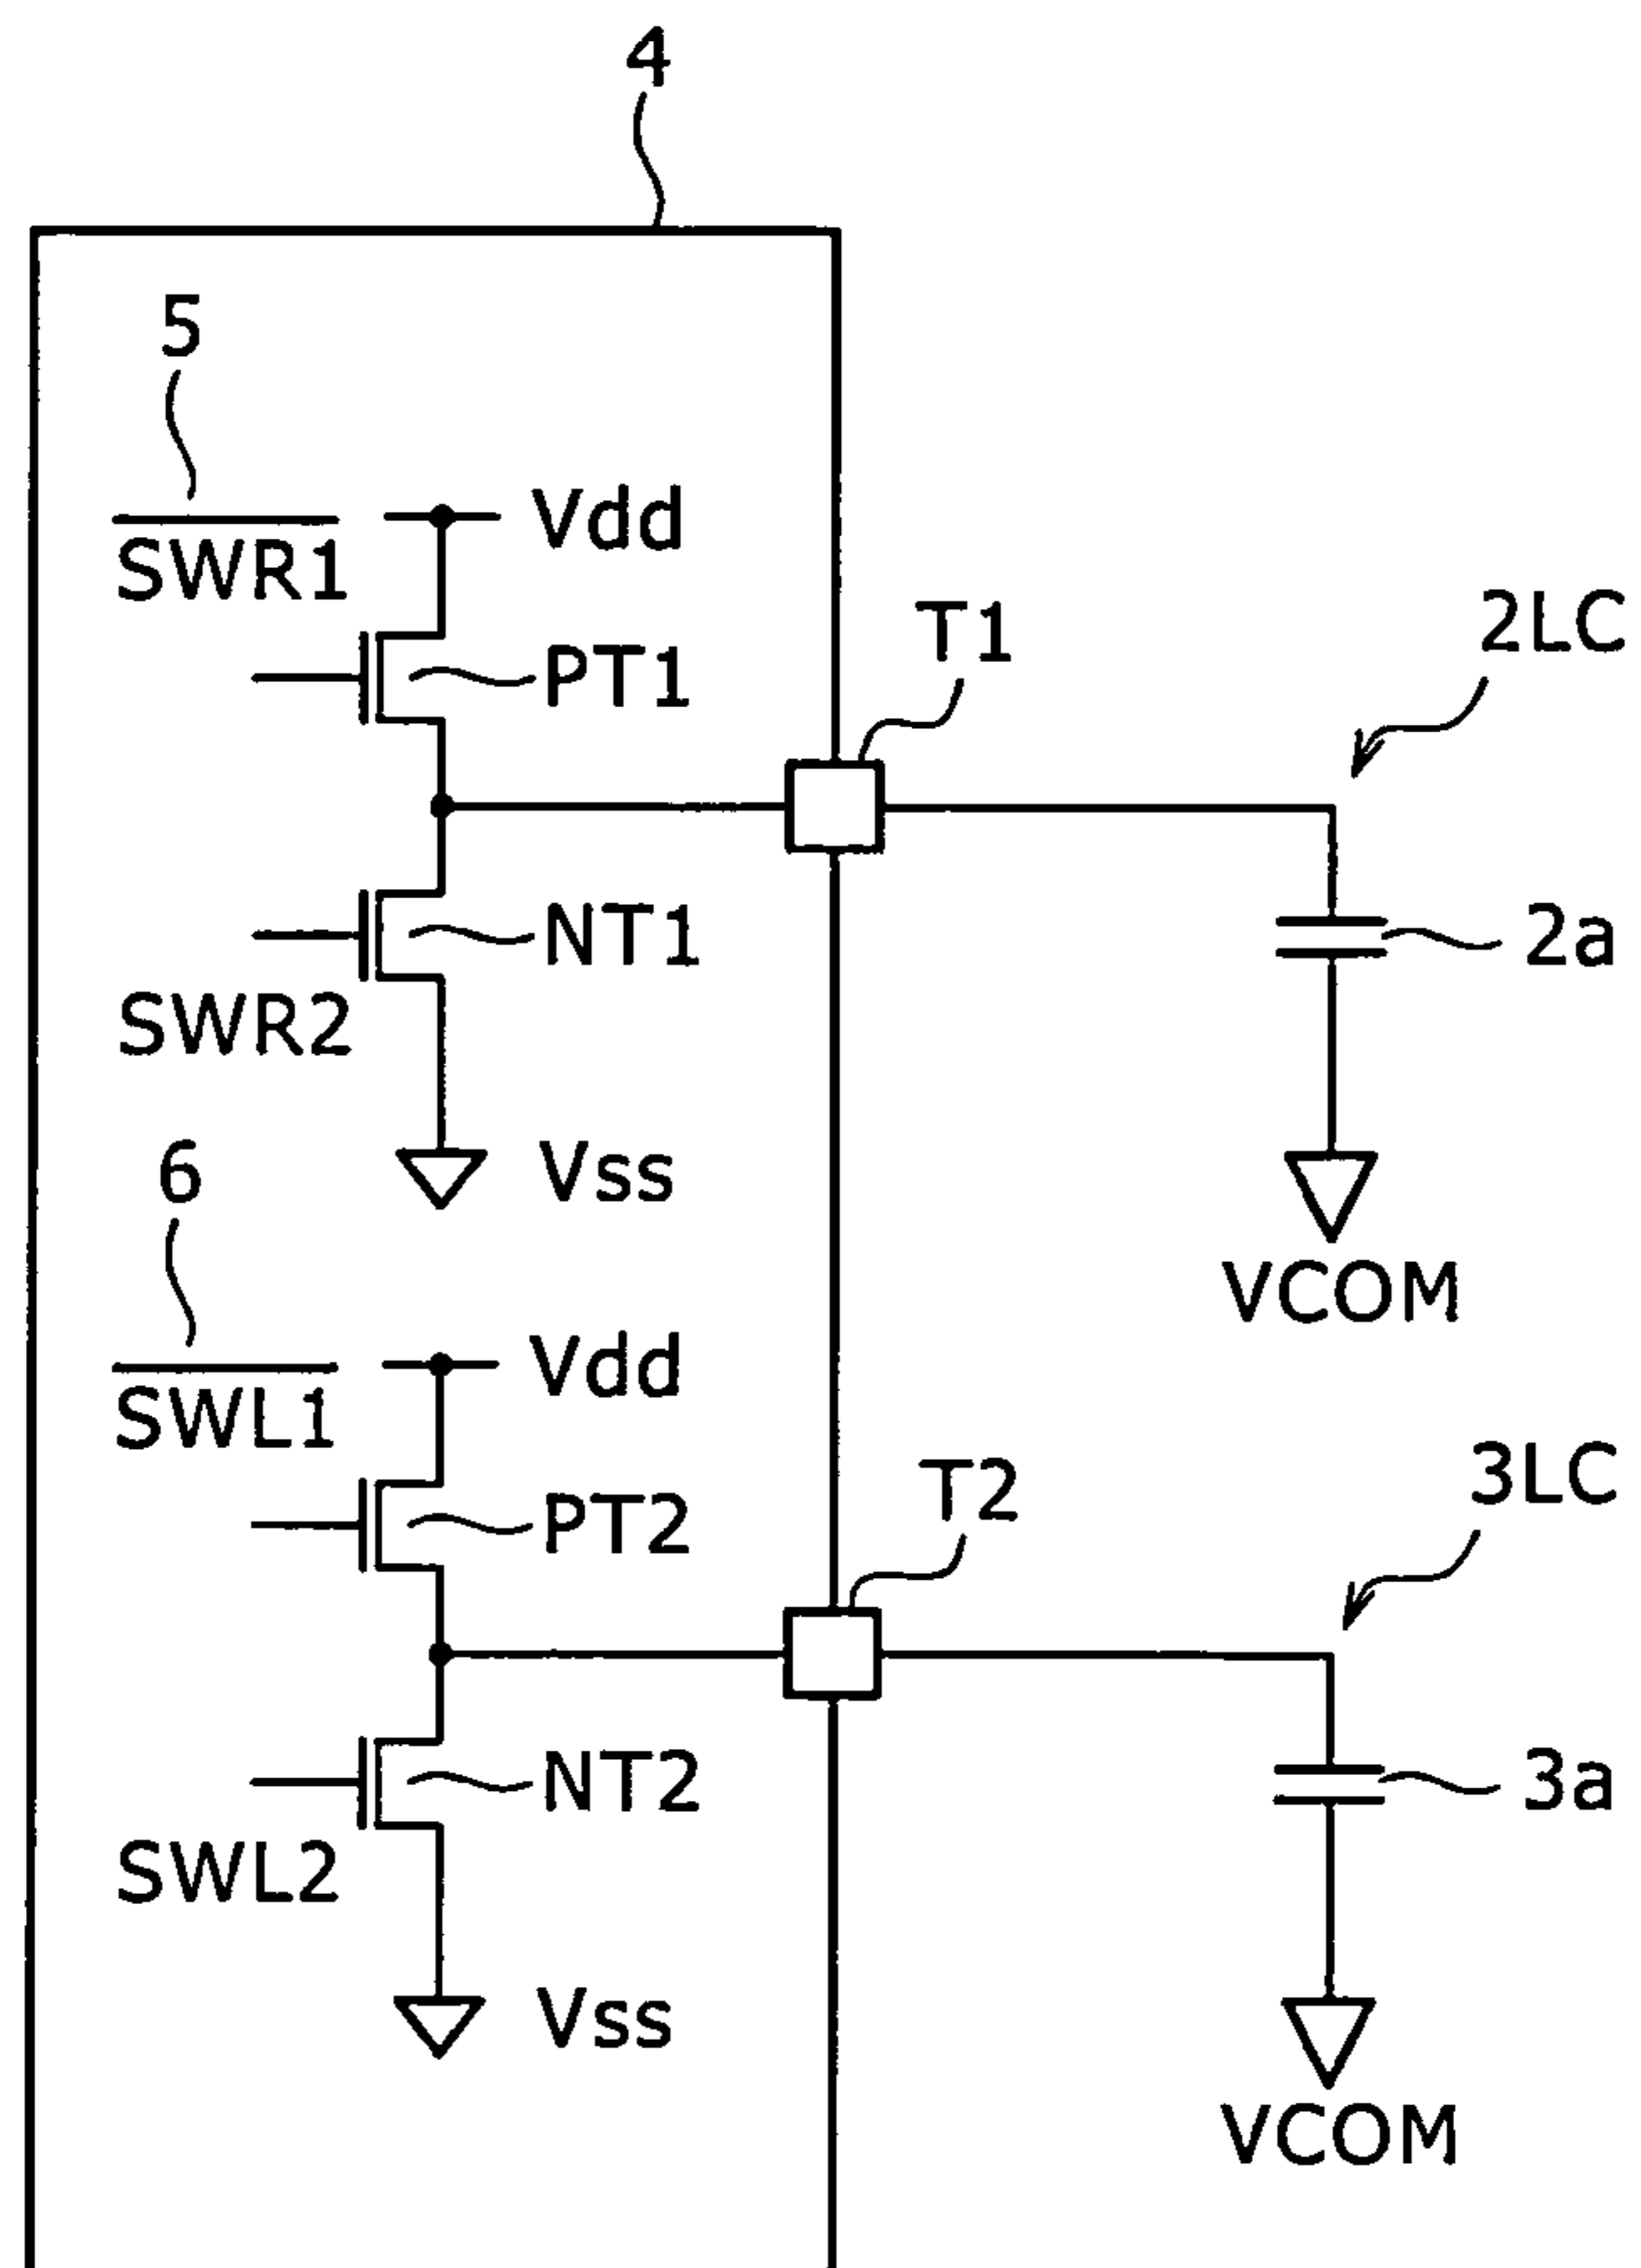 4
5
SWR1
Vdd
PT1
T1
2LC
NT1
2a
SWR2
Vss
VCOM
6
SWL1
Vdd
PT2
T2
3LC
NT2
3a
SWL2
Vss
VCOM